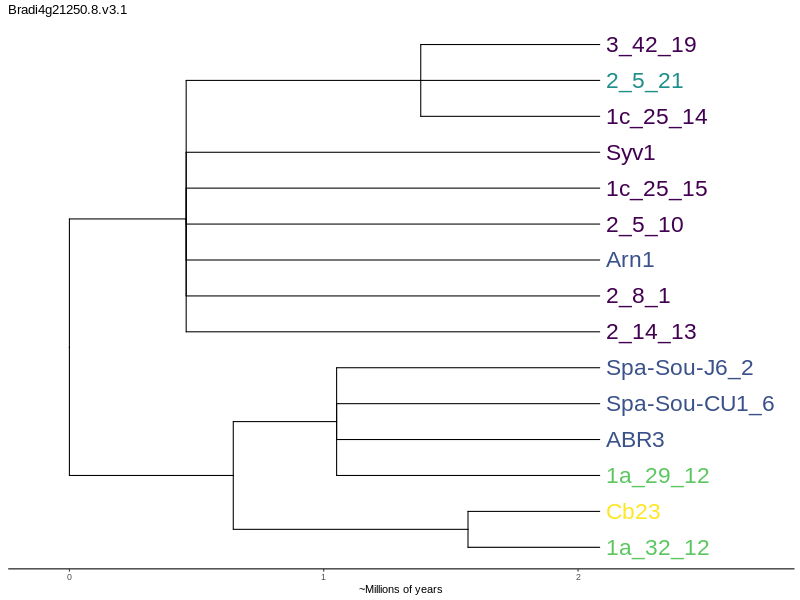 Bradi4g21250.8.v3.1
3_42_19
2_5_21
1c_25_14
Syv1
1c_25_15
2_5_10
Arn1
2_8_1
2_14_13
Spa-Sou-J6_2
Spa-Sou-CU1_6
ABR3
1a_29_12
Cb23
1a_32_12
0 1 2
~Millions of years